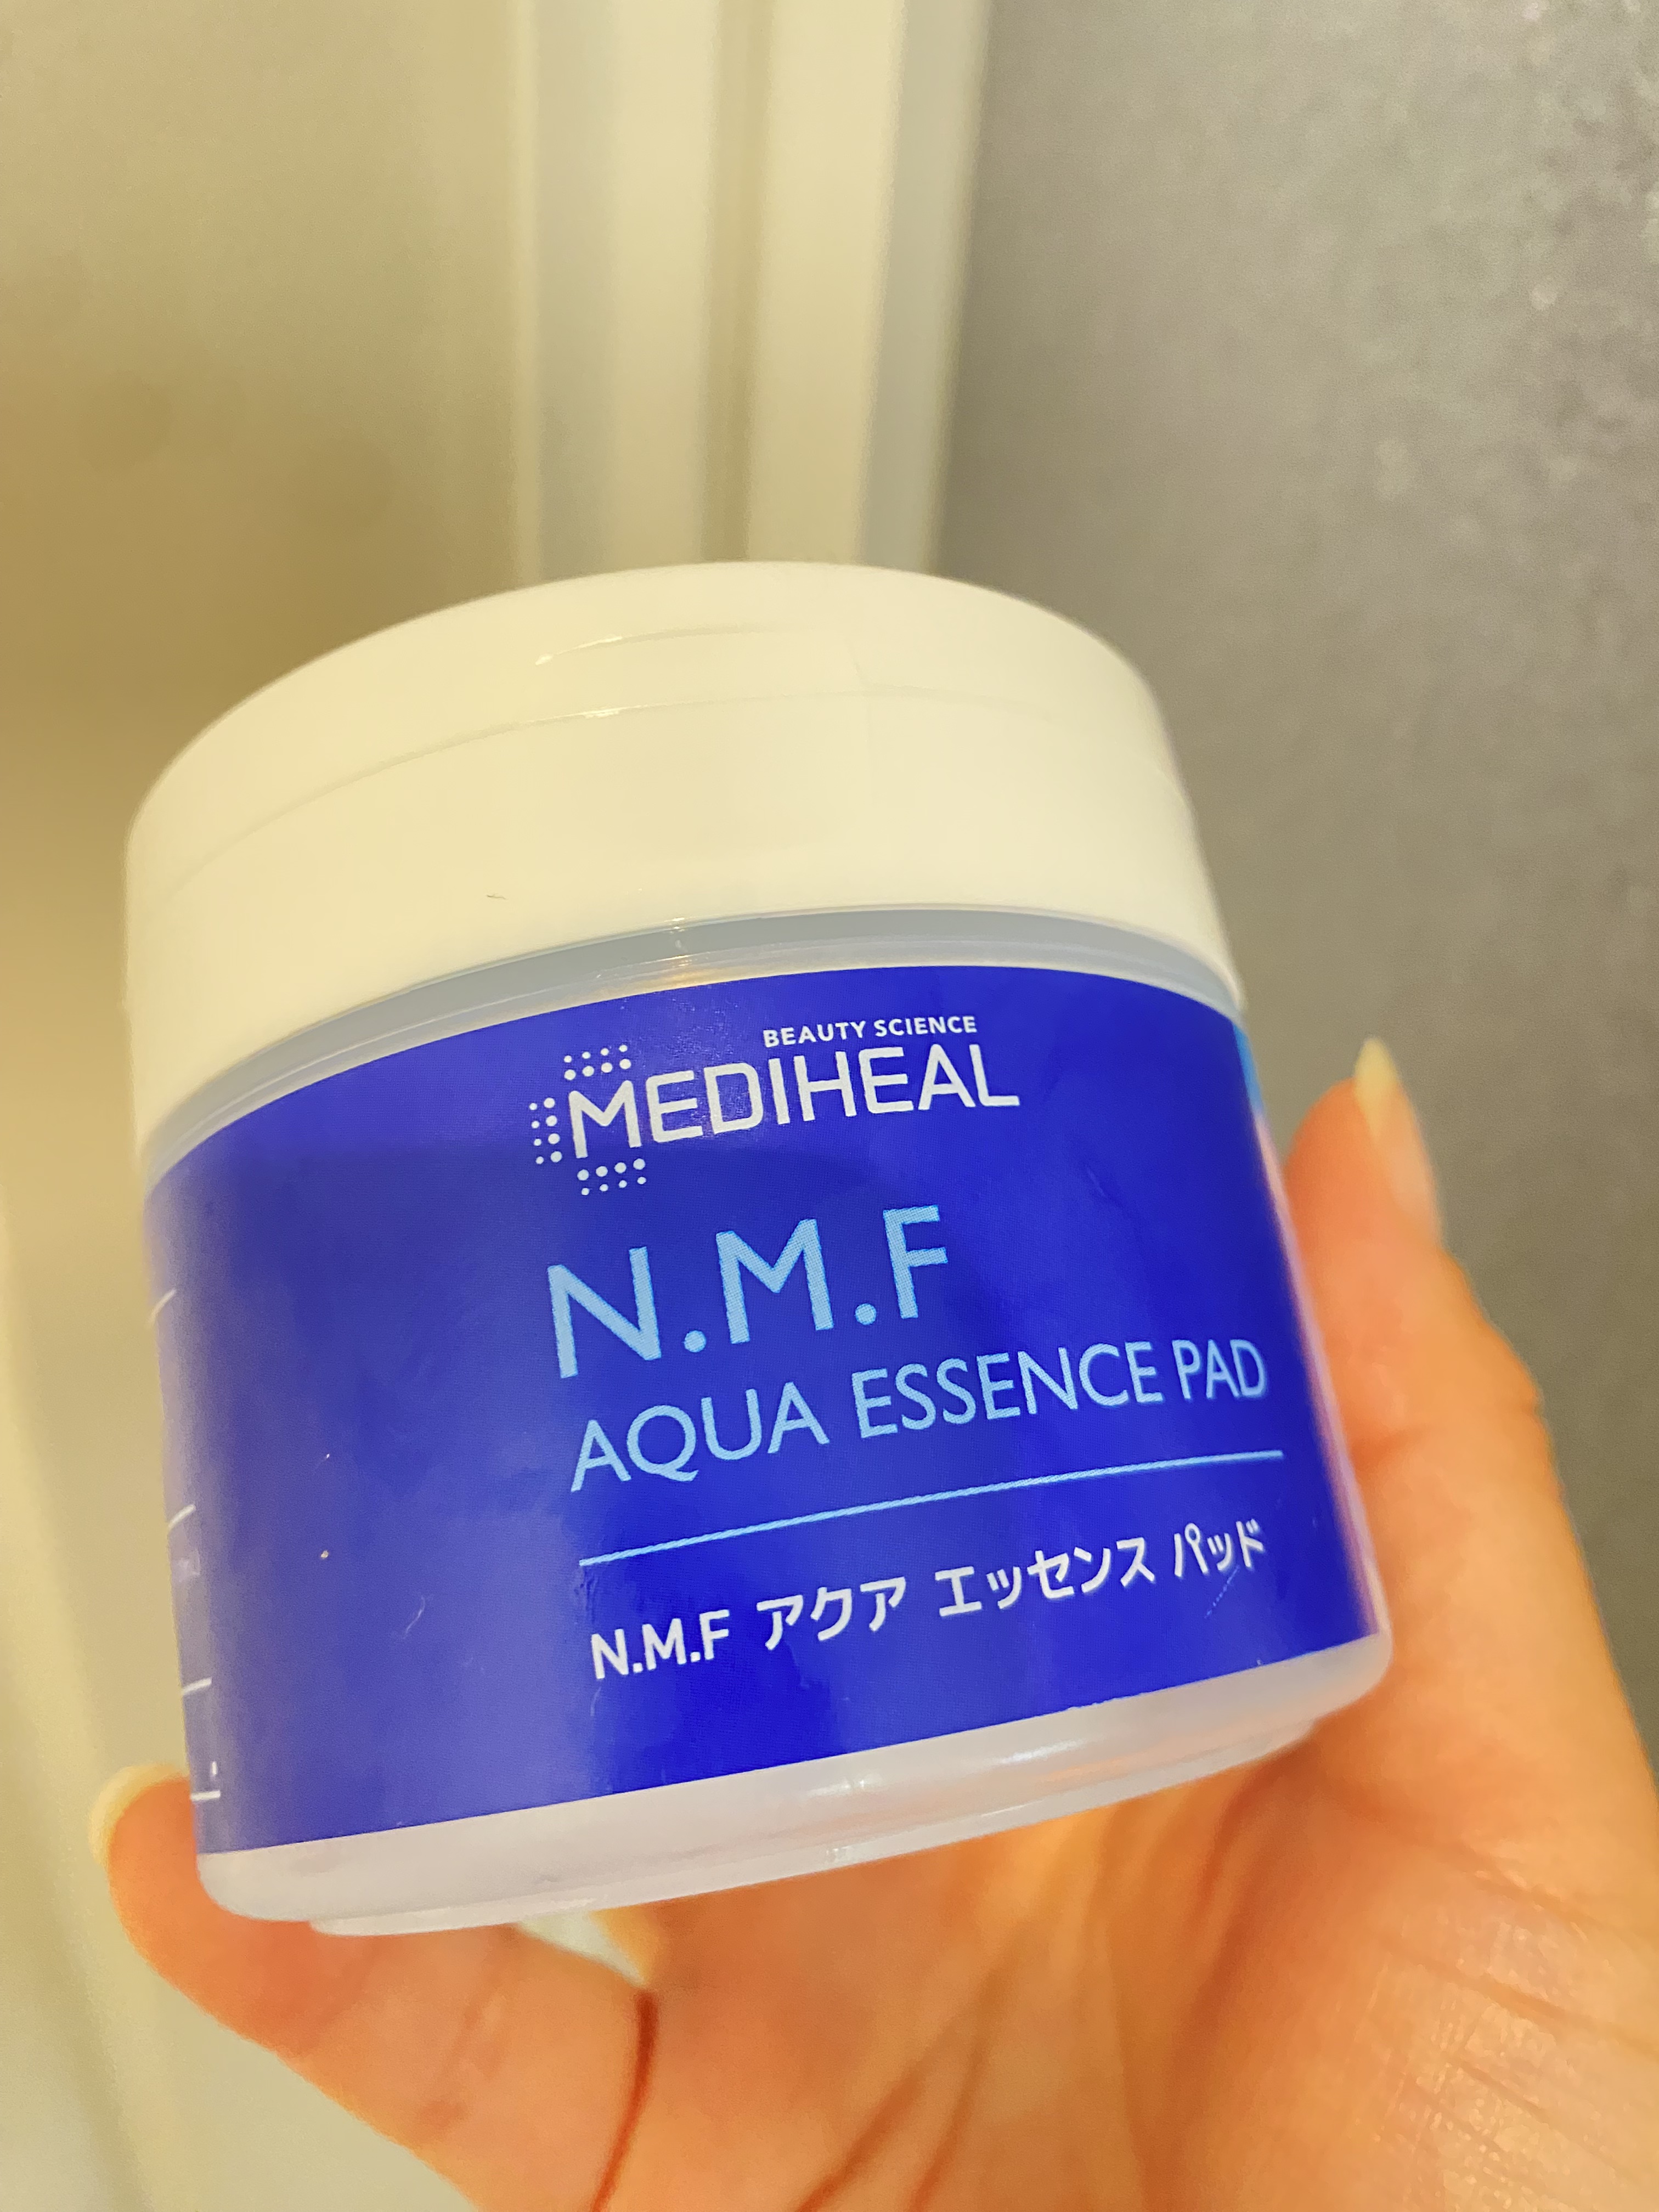 BEAUTY SCIENCE
MEDIHEAL
N.M.F
AQUA ESSENCE PAD
N.M.F アクア エッセンス パッド